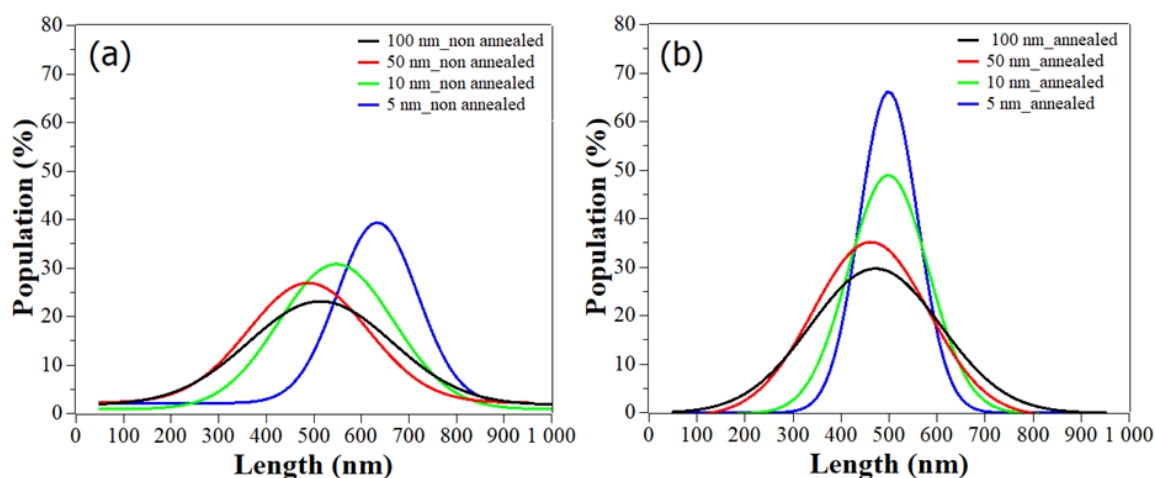 (a)
100 nm_non annealed
50 nm_non annealed
10 nm_non annealed
5 nm_non annealed
Population (%)
80
70
60
50
40
30
20
10
0
0 100 200 300 400 500 600 700 800 900 1 000
Length (nm)
(b)
100 nm_annealed
50 nm_annealed
10 nm_annealed
5 nm_annealed
Population (%)
80
70
60
50
40
30
20
10
0
0 100 200 300 400 500 600 700 800 900 1 000
Length (nm)